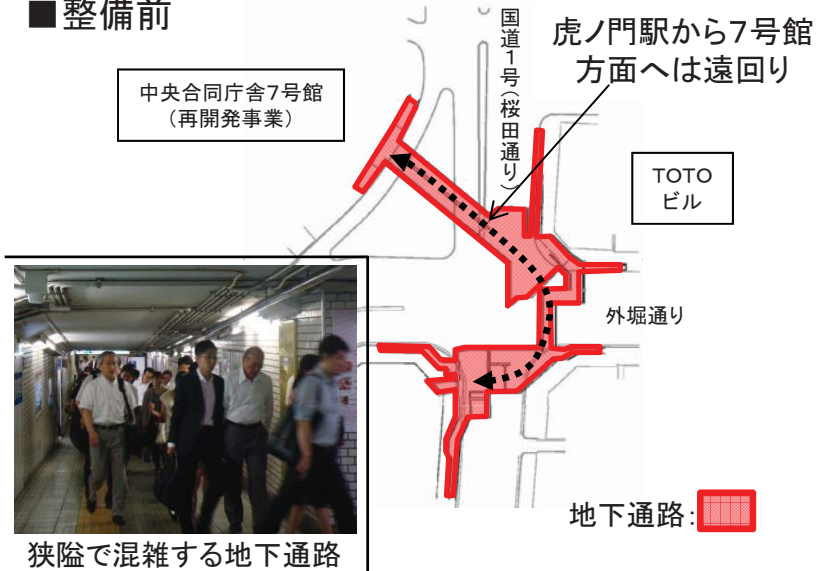 ■整備前
中央合同庁舎7号館
（再開発事業）
国道１号（桜田通り）
虎ノ門駅から7号館
方面へは遠回り
TOTO
ビル
外堀通り
地下通路：
狭隘で混雑する地下通路